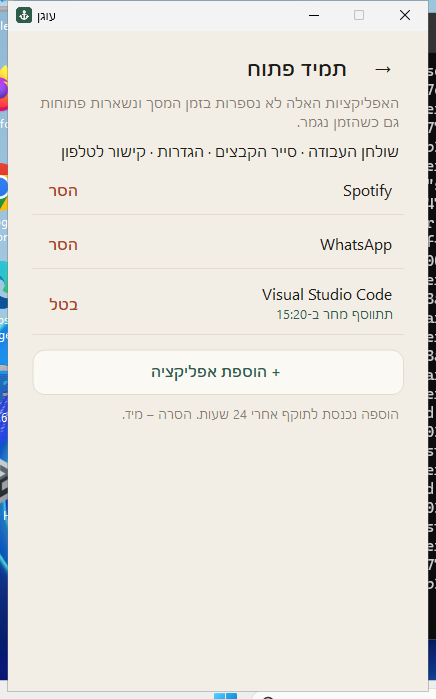 עוגן
תמיד פתוח
האפליקציות האלה לא נספרות בזמן המסך ונשארות פתוחות
גם כשהזמן נגמר.
שולחן העבודה · סייר הקבצים · הגדרות · קישור לטלפון
Spotify
הסר
WhatsApp
הסר
Visual Studio Code
תתווסף מחר ב-15:20
בטל
+ הוספת אפליקציה
הוספה נכנסת לתוקף אחרי 24 שעות. הסרה – מיד.